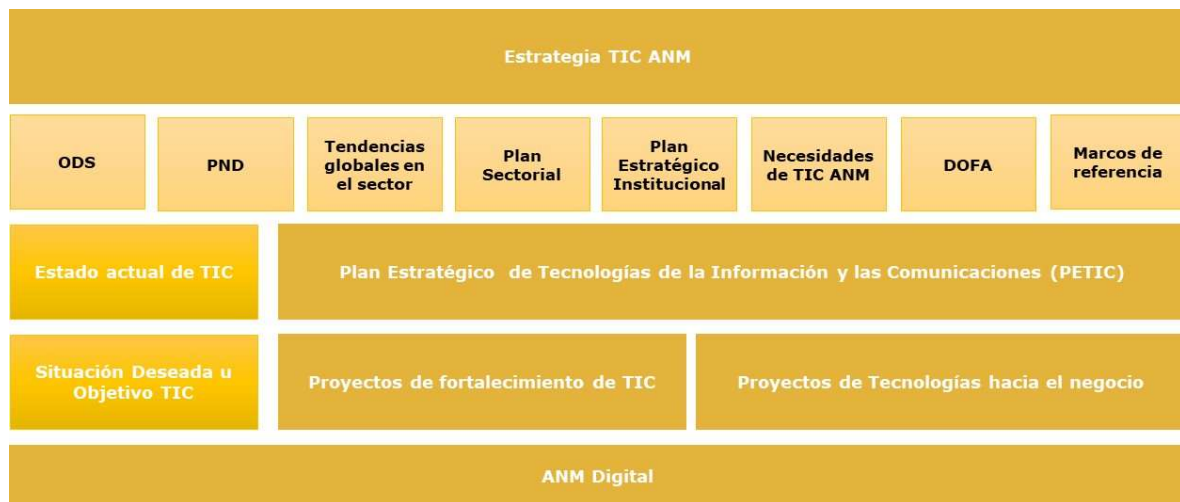 Estrategia TIC ANM
ODS
PND
Tendencias
globales en
el sector
Plan
Sectorial
Plan
Estratégico
Institucional
Necesidades
de TIC ANM
DOFA
Marcos de
referencia
Estado actual de TIC
Plan Estratégico de Tecnologías de la Información y las Comunicaciones (PETIC)
Situación Deseada u
Objetivo TIC
Proyectos de fortalecimiento de TIC
Proyectos de Tecnologías hacia el negocio
ANM Digital